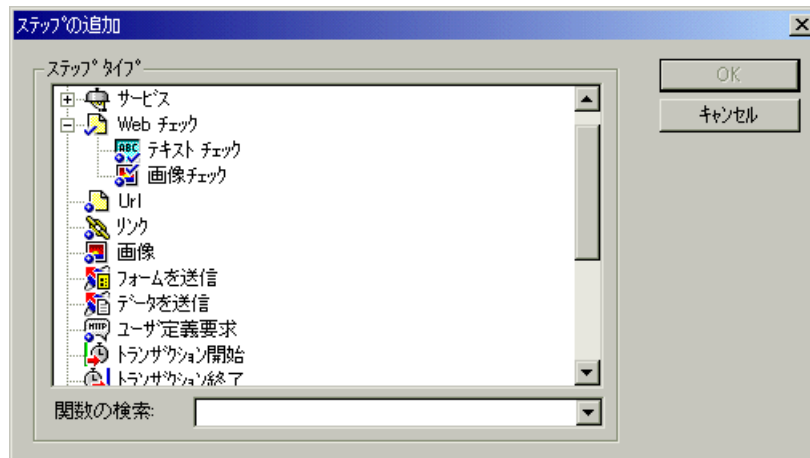 ステップの追加
ステップ タイプ
サービス
Web チェック
テキスト チェック
画像チェック
Url
リンク
画像
フォームを送信
データを送信
ユーザ定義要求
トランザクション開始
トランザクション終了
関数の検索:
OK
キャンセル